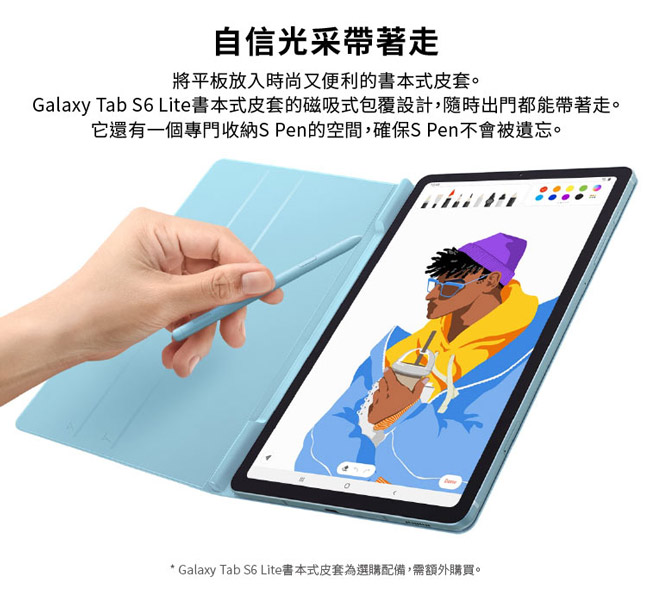 自信光采帶著走
將平板放入時尚又便利的書本式皮套。
Galaxy Tab S6 Lite書本式皮套的磁吸式包覆設計，隨時出門都能帶著走。
它還有一個專門收納S Pen的空間，確保S Pen不會被遺忘。
* Galaxy Tab S6 Lite書本式皮套為選購配備，需額外購買。